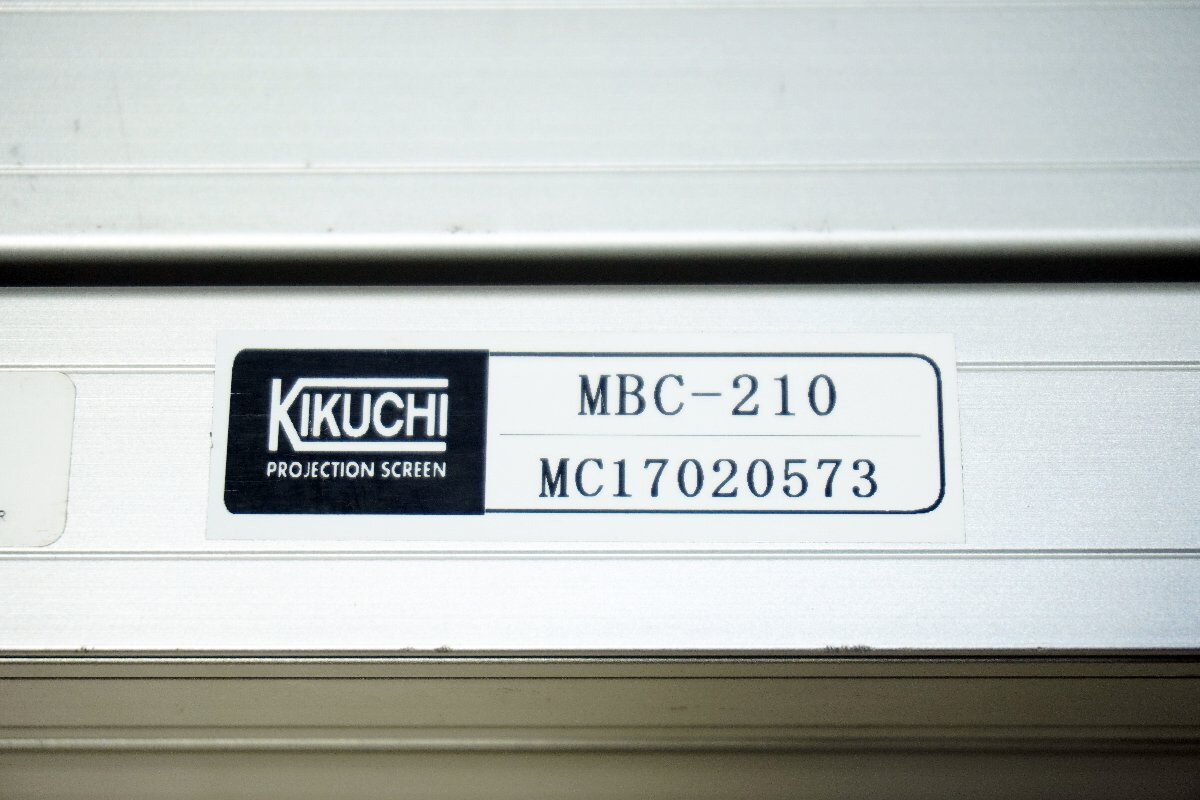 KIKUCHI
PROJECTION SCREEN
MBC-210
MC17020573
R